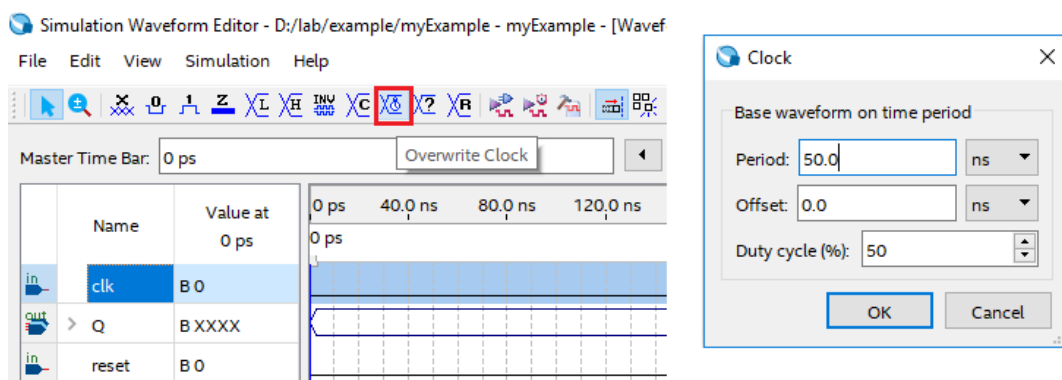 Simulation Waveform Editor - D:/lab/example/myExample - myExample - [Wavef
File Edit View Simulation Help
0 1 Z L H INV C ? R
Master Time Bar: 0 ps
Overwrite Clock
Name
Value at
0 ps
0 ps 40.0 ns 80.0 ns 120.0 ns
0 ps
in clk B 0
out > Q B XXXX
in reset B 0
Clock
Base waveform on time period
Period: 50.0 ns
Offset: 0.0 ns
Duty cycle (%): 50
OK Cancel